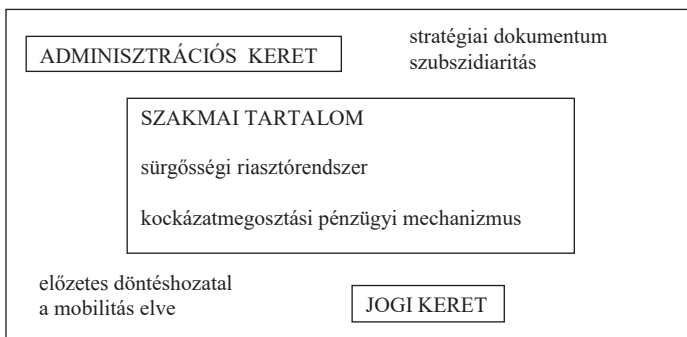 ADMINISZTRÁCIÓS KERET
stratégiai dokumentum
szubszidiaritás
SZAKMAI TARTALOM
sürgősségi riasztórendszer
kockázatmegosztási pénzügyi mechanizmus
előzetes döntéshozatal
a mobilitás elve
JOGI KERET